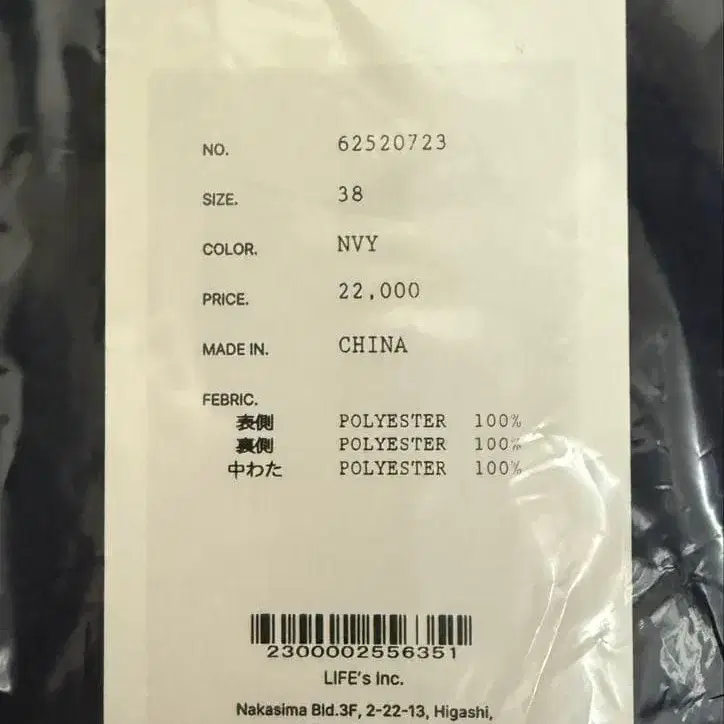 NO. 62520723
SIZE. 38
COLOR. NVY
PRICE. 22,000
MADE IN. CHINA
FEBRIC.
表側 POLYESTER 100%
裏側 POLYESTER 100%
中わた POLYESTER 100%
2300002556351
LIFE's Inc.
Nakasima Bld.3F, 2-22-13, Higashi,